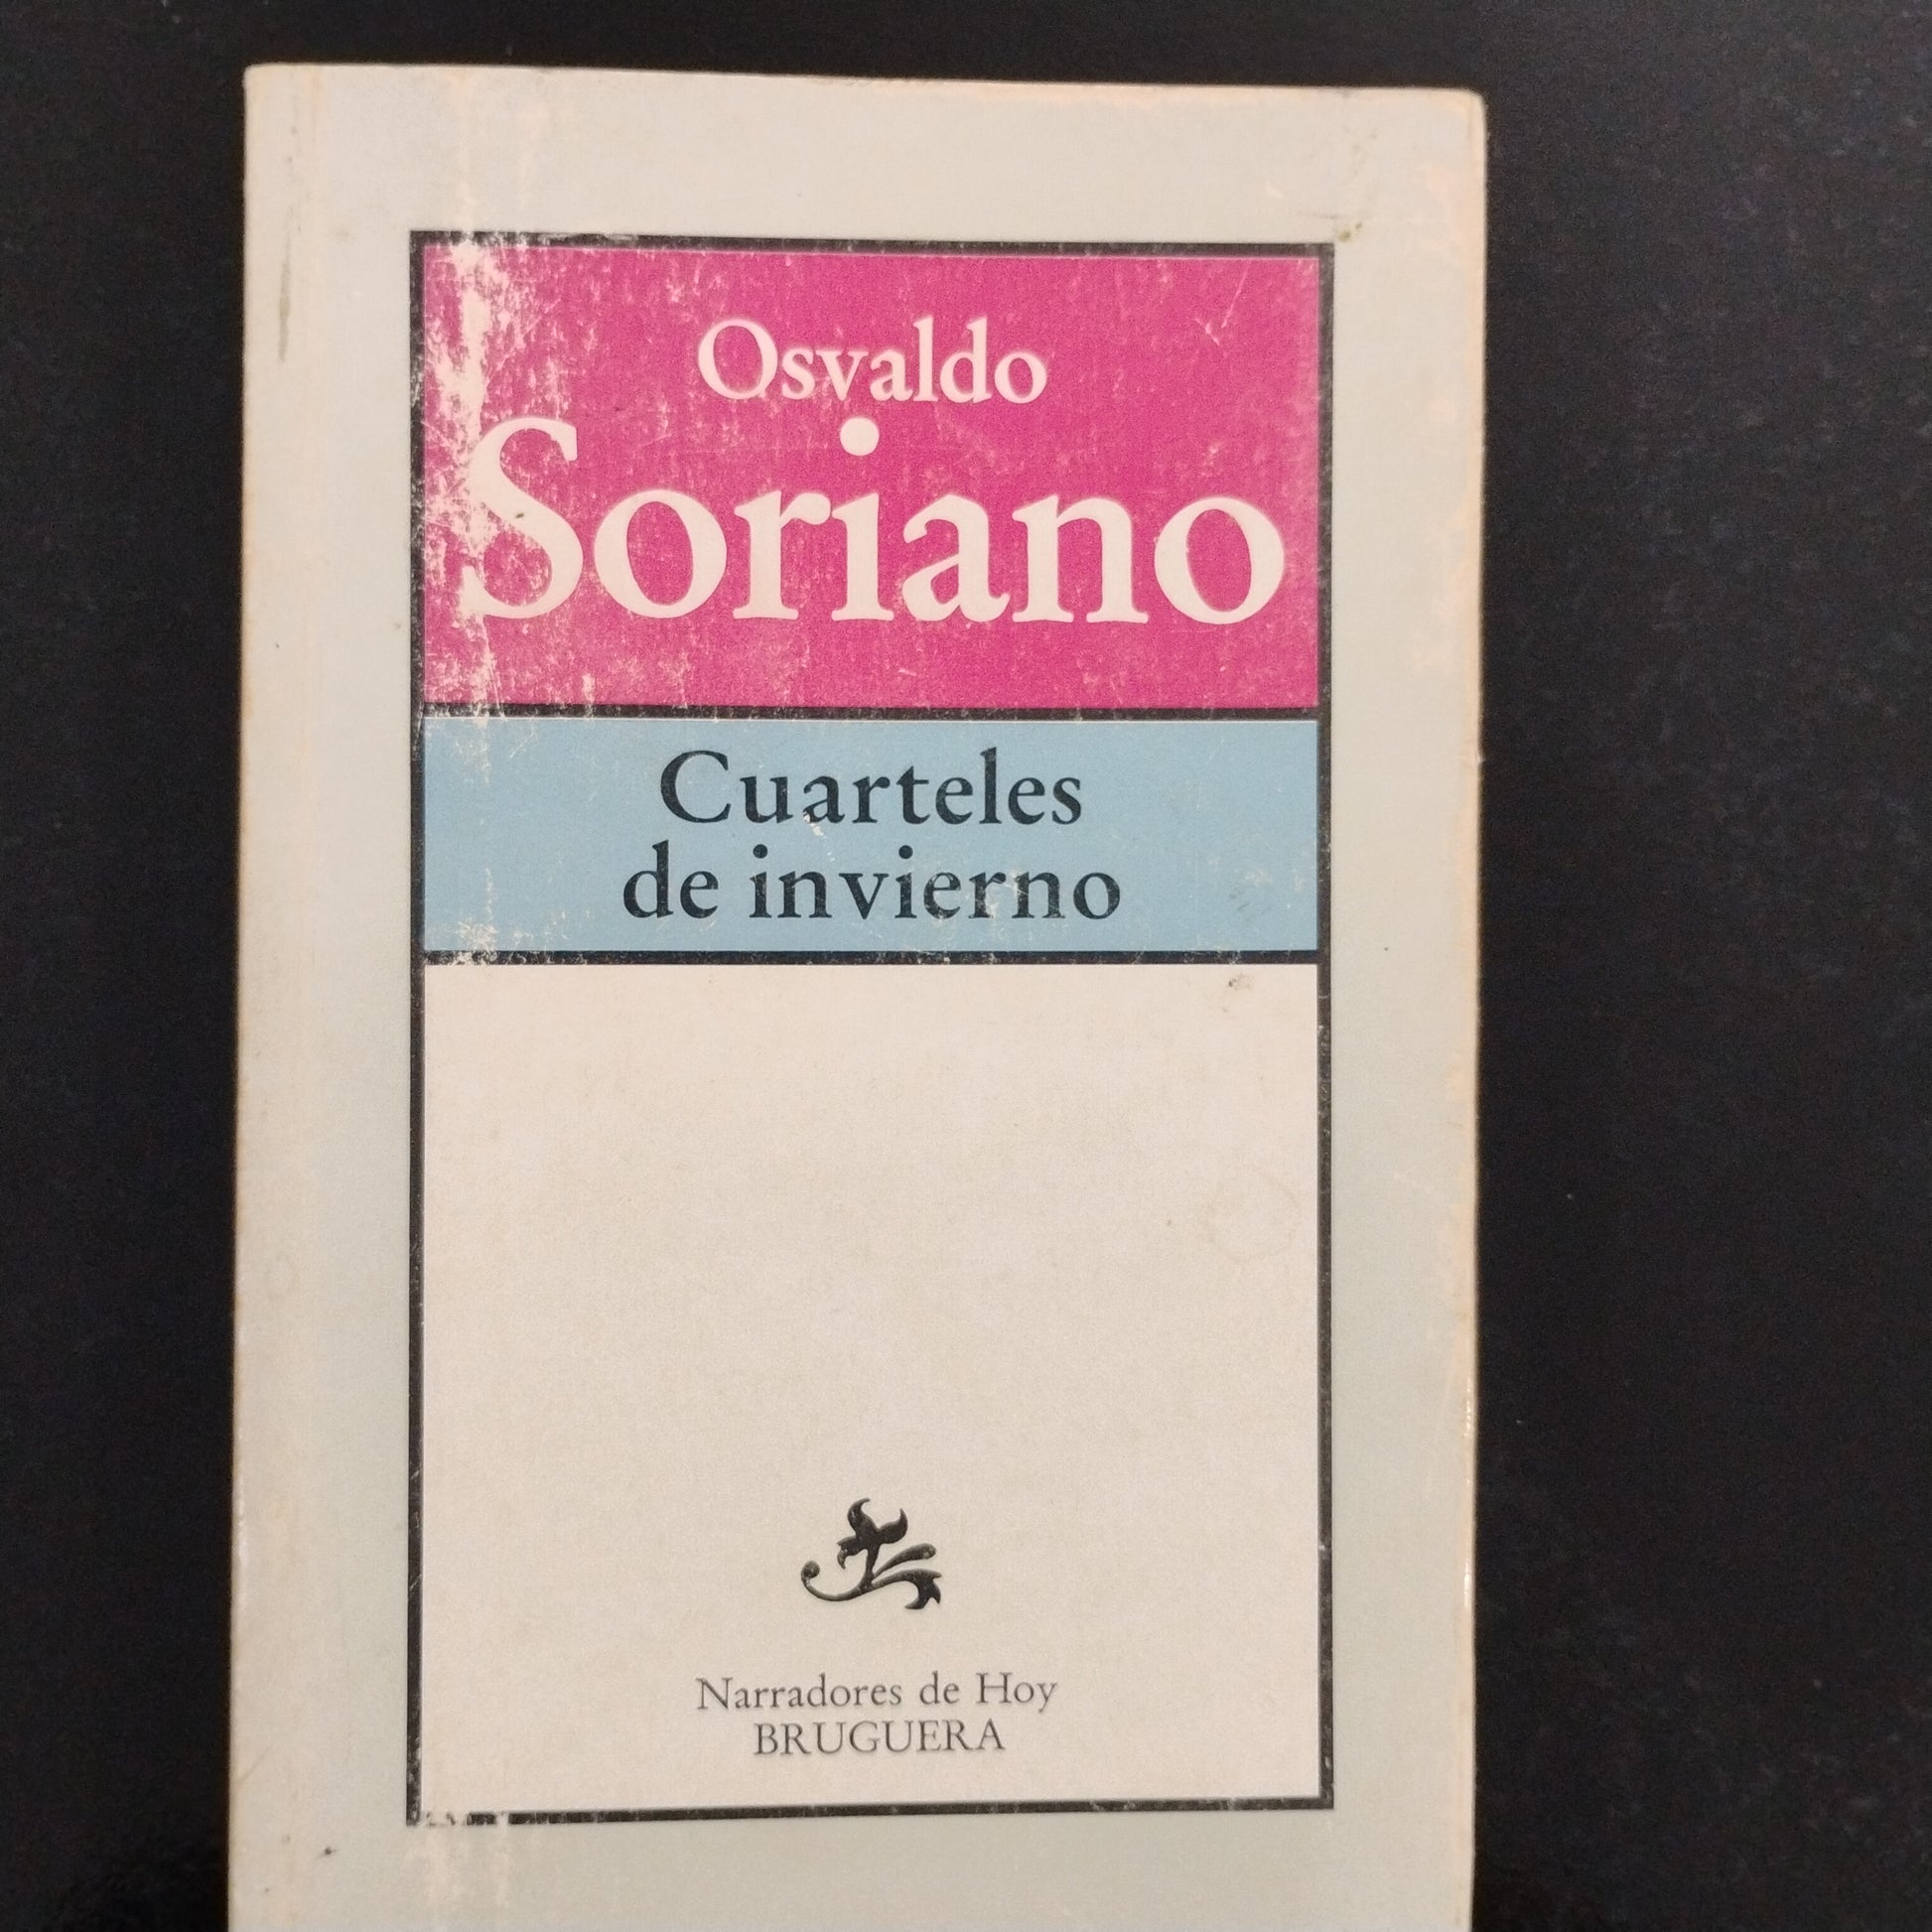 Osvaldo
Soriano
Cuarteles
de invierno
Narradores de Hoy
BRUGUERA